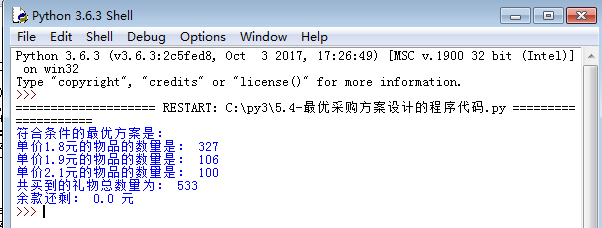 Python 3.6.3 Shell
File Edit Shell Debug Options Window Help
Python 3.6.3 (v3.6.3:2c5fed8, Oct  3 2017, 17:26:49) [MSC v.1900 32 bit (Intel)]
 on win32
Type "copyright", "credits" or "license()" for more information.
>>>
==================== RESTART: C:\py3\5.4-最优采购方案设计的程序代码.py =========
===========
符合条件的最优方案是:
单价1.8元的物品的数量是: 327
单价1.9元的物品的数量是: 106
单价2.1元的物品的数量是: 100
共买到的礼物总数量为: 533
余款还剩: 0.0 元
>>>